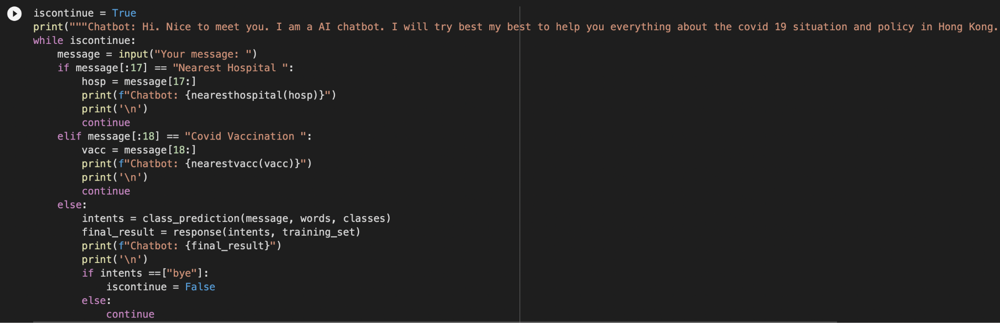 iscontinue = True
print("""Chatbot: Hi. Nice to meet you. I am a AI chatbot. I will try best my best to help you everything about the covid 19 situation and policy in Hong Kong.
while iscontinue:
    message = input("Your message: ")
    if message[:17] == "Nearest Hospital ":
        hosp = message[17:]
        print(f"Chatbot: {nearesthospital(hosp)}")
        print('\n')
        continue
    elif message[:18] == "Covid Vaccination ":
        vacc = message[18:]
        print(f"Chatbot: {nearestvacc(vacc)}")
        print('\n')
        continue
    else:
        intents = class_prediction(message, words, classes)
        final_result = response(intents, training_set)
        print(f"Chatbot: {final_result}")
        print('\n')
        if intents ==["bye"]:
            iscontinue = False
        else:
            continue